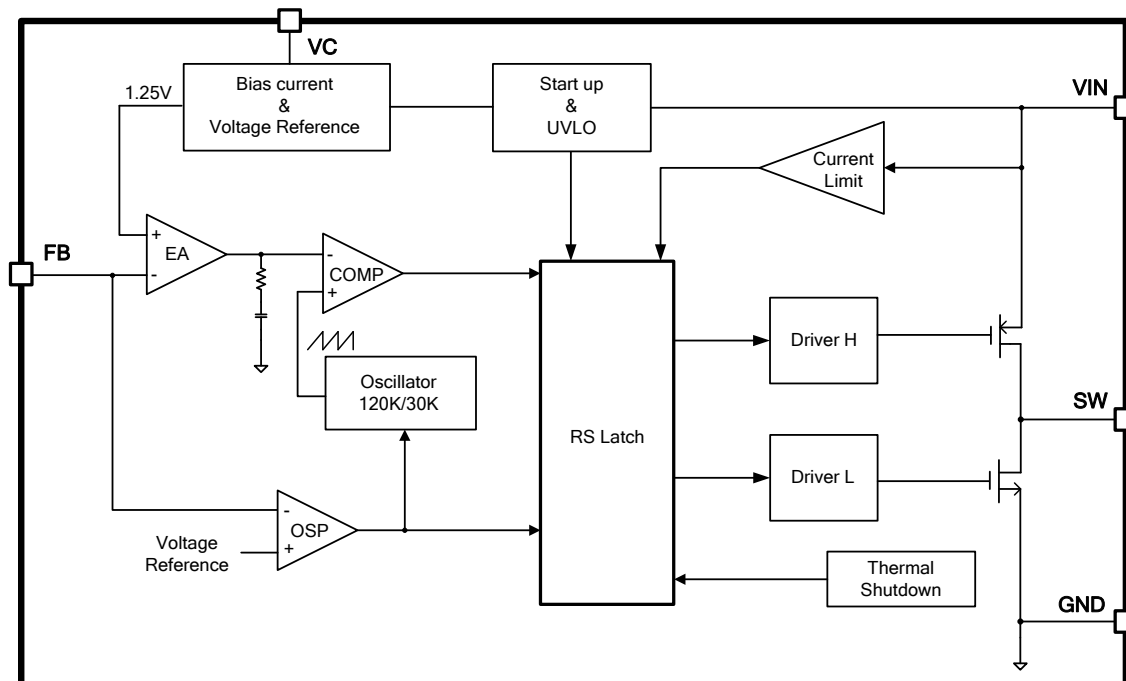 VC
1.25V
Bias current
&
Voltage Reference
Start up
&
UVLO
VIN
Current
Limit
FB
+
EA
-
-
COMP
+
Oscillator
120K/30K
RS Latch
Driver H
SW
Driver L
-
OSP
+
Voltage
Reference
Thermal
Shutdown
GND